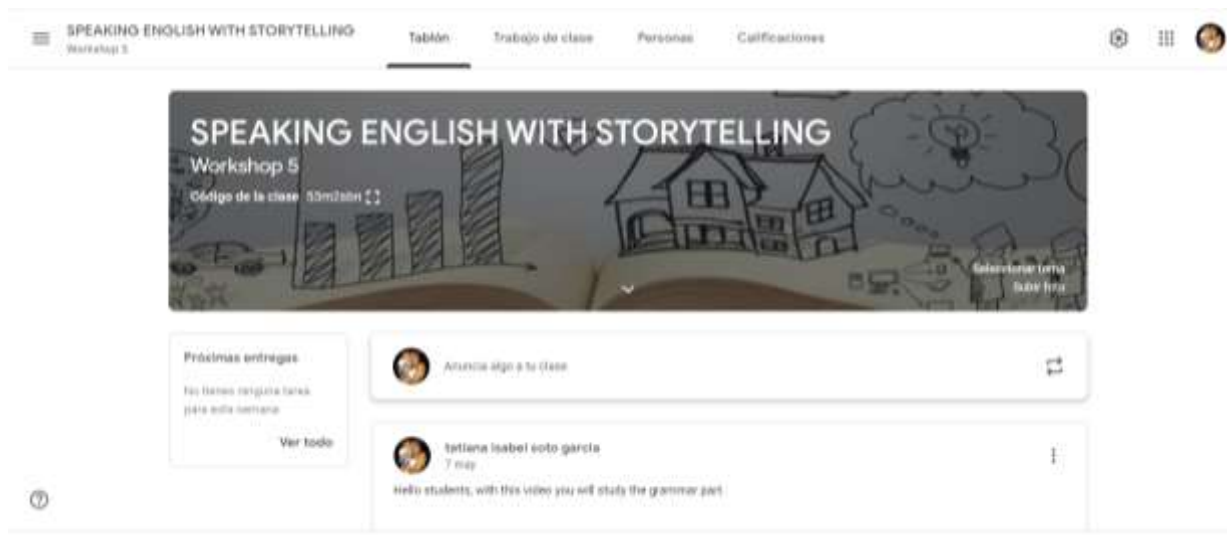 SPEAKING ENGLISH WITH STORYTELLING
Workshop 5
Tablón Trabajo de clase Personas Calificaciones
SPEAKING ENGLISH WITH STORYTELLING
Workshop 5
Código de la clase
Seleccionar tema
Subir foto
Próximas entregas
No tienes ninguna tarea
para esta semana
Ver todo
Anuncia algo a tu clase
tatiana isabel soto garcia
7 may
Hello students, with this video you will study the grammar part